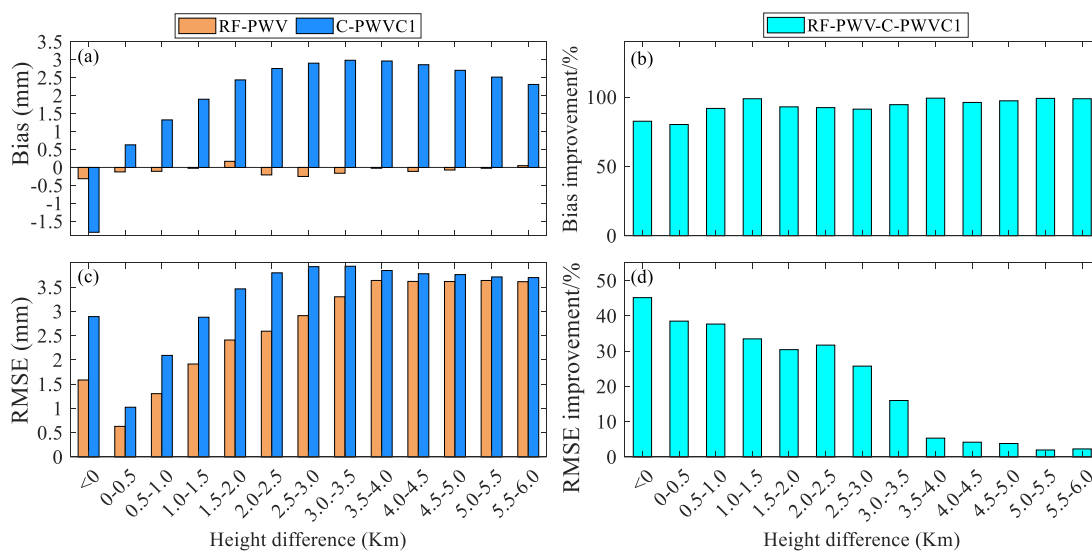 RF-PWV C-PWVC1
RF-PWV-C-PWVC1
(a)
Bias (mm)
3.5
3
2.5
2
1.5
1
0.5
0
-0.5
-1
-1.5
(b)
Bias improvement/%
100
50
0
(c)
RMSE (mm)
3.5
3
2.5
2
1.5
1
0.5
0
<0 0-0.5 0.5-1.0 1.0-1.5 1.5-2.0 2.0-2.5 2.5-3.0 3.0.-3.5 3.5-4.0 4.0-4.5 4.5-5.0 5.0-5.5 5.5-6.0
Height difference (Km)
(d)
RMSE improvement/%
50
40
30
20
10
0
<0 0-0.5 0.5-1.0 1.0-1.5 1.5-2.0 2.0-2.5 2.5-3.0 3.0.-3.5 3.5-4.0 4.0-4.5 4.5-5.0 5.0-5.5 5.5-6.0
Height difference (Km)